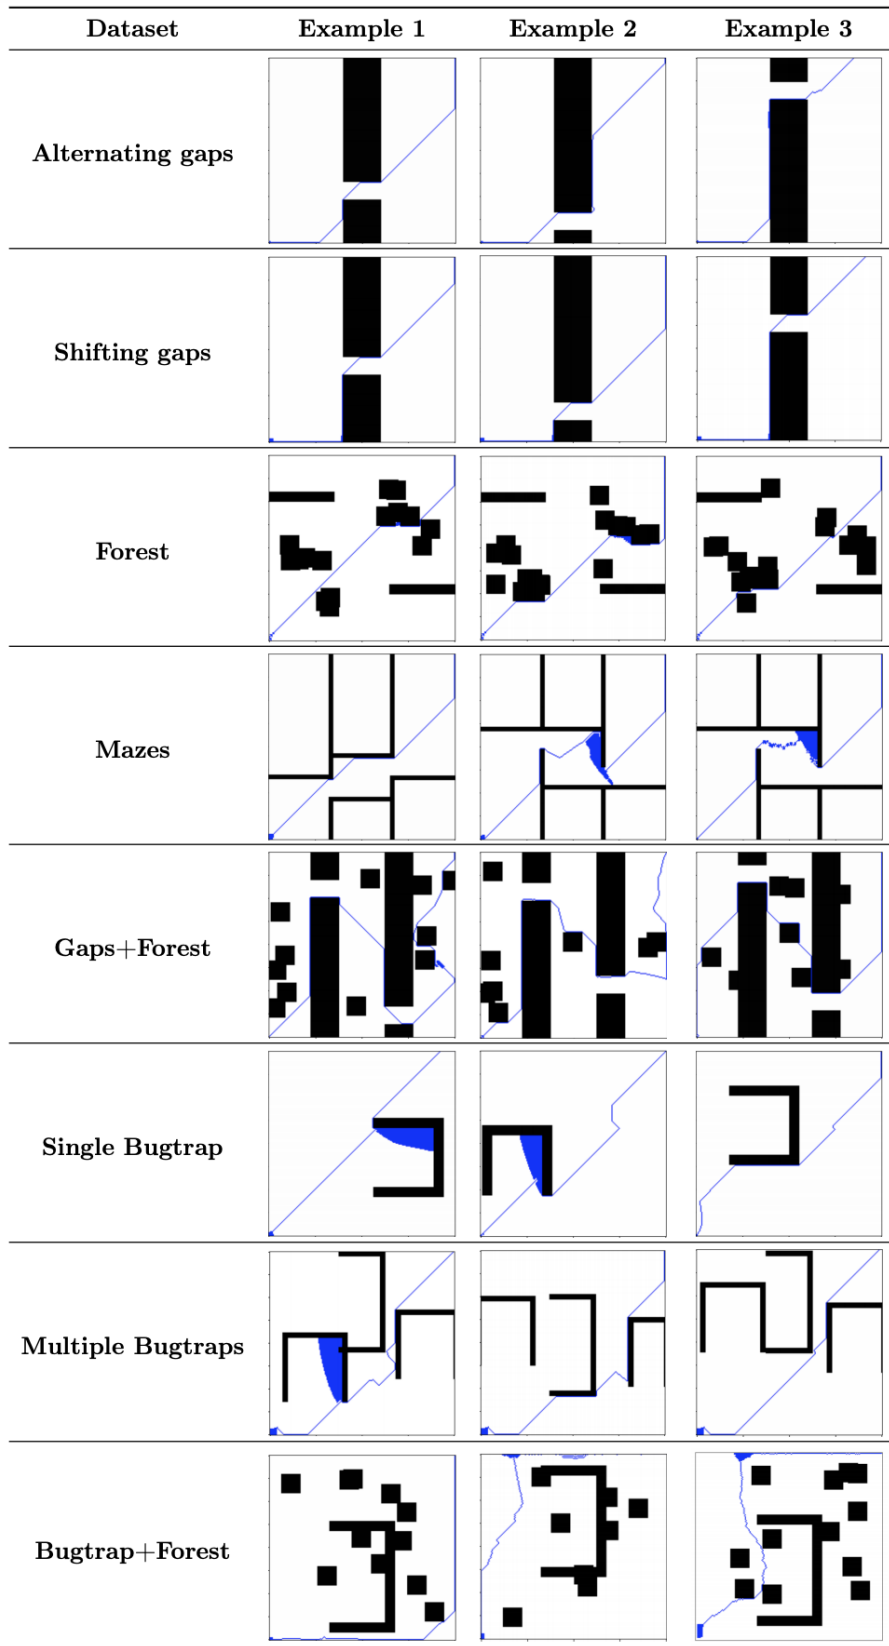 Dataset Example 1 Example 2 Example 3
Alternating gaps
Shifting gaps
Forest
Mazes
Gaps+Forest
Single Bugtrap
Multiple Bugtraps
Bugtrap+Forest